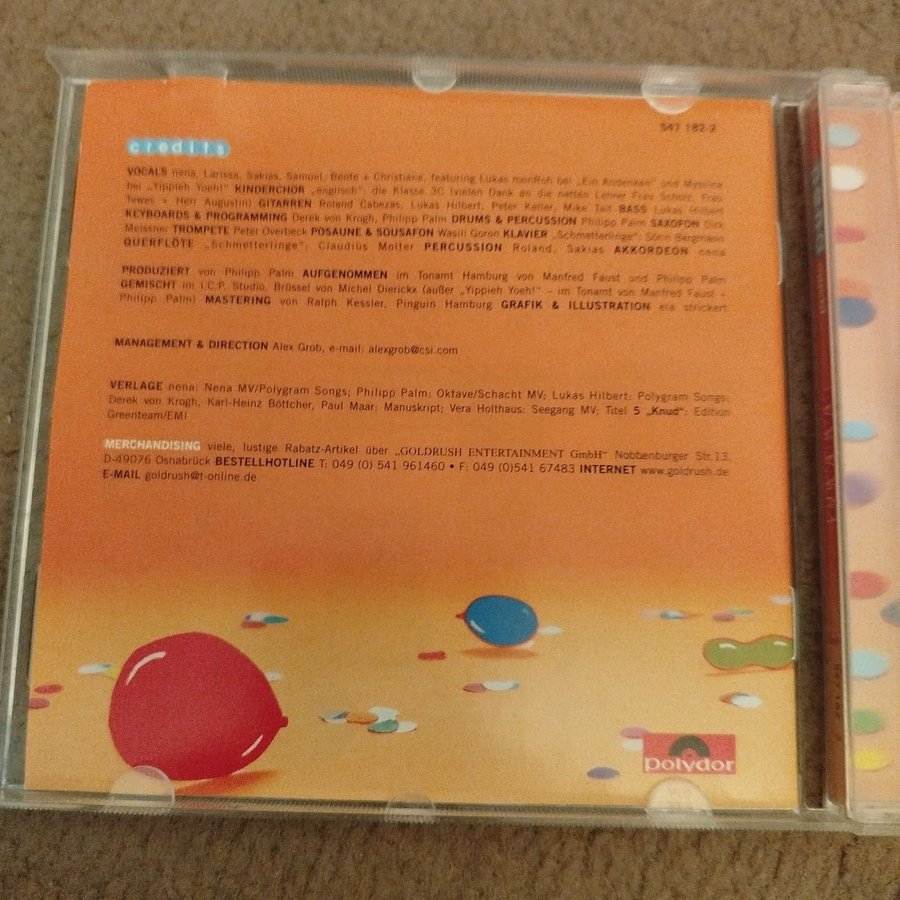 547 182-2
credits
VOCALS nena, Larissa, Sakias, Samuel, Bente + Christiane, featuring Lukas monRoh bei „Ein Andenken" und Myssina
bei „Yippieh Yoeh!" KINDERCHOR „englisch": die Klasse 3C (vielen Dank an die netten Lehrer Frau Scholz, Frau
Tewes + Herr Augustin) GITARREN Roland Cabezas, Lukas Hilbert, Peter Keller, Mike Tait BASS Lukas Hilbert
KEYBOARDS & PROGRAMMING Derek von Krogh, Philipp Palm DRUMS & PERCUSSION Philipp Palm SAXOFON Dirk
Meissner TROMPETE Peter Overbeck POSAUNE & SOUSAFON Wasili Goron KLAVIER „Schmetterlinge": Sönn Bergmann
QUERFLÖTE „Schmetterlinge": Claudius Molter PERCUSSION Roland, Sakias AKKORDEON nena
PRODUZIERT von Philipp Palm AUFGENOMMEN im Tonamt Hamburg von Manfred Faust und Philipp Palm
GEMISCHT im I.C.P. Studio, Brüssel von Michel Dierickx (außer „Yippieh Yoeh!" – im Tonamt von Manfred Faust +
Philipp Palm) MASTERING von Ralph Kessler, Pinguin Hamburg GRAFIK & ILLUSTRATION ela strickert
MANAGEMENT & DIRECTION Alex Grob, e-mail: alexgrob@csi.com
VERLAGE nena: Nena MV/Polygram Songs; Philipp Palm: Oktave/Schacht MV; Lukas Hilbert: Polygram Songs;
Derek von Krogh, Karl-Heinz Böttcher, Paul Maar: Manuskript; Vera Holthaus: Seegang MV; Titel 5 „Knud": Edition
Greenteam/EMI
MERCHANDISING viele, lustige Rabatz-Artikel über „GOLDRUSH ENTERTAINMENT GmbH" Nobbenburger Str.13,
D-49076 Osnabrück BESTELLHOTLINE T: 049 (0) 541 961460 • F: 049 (0)541 67483 INTERNET www.goldrush.de
E-MAIL goldrush@t-online.de
polydor